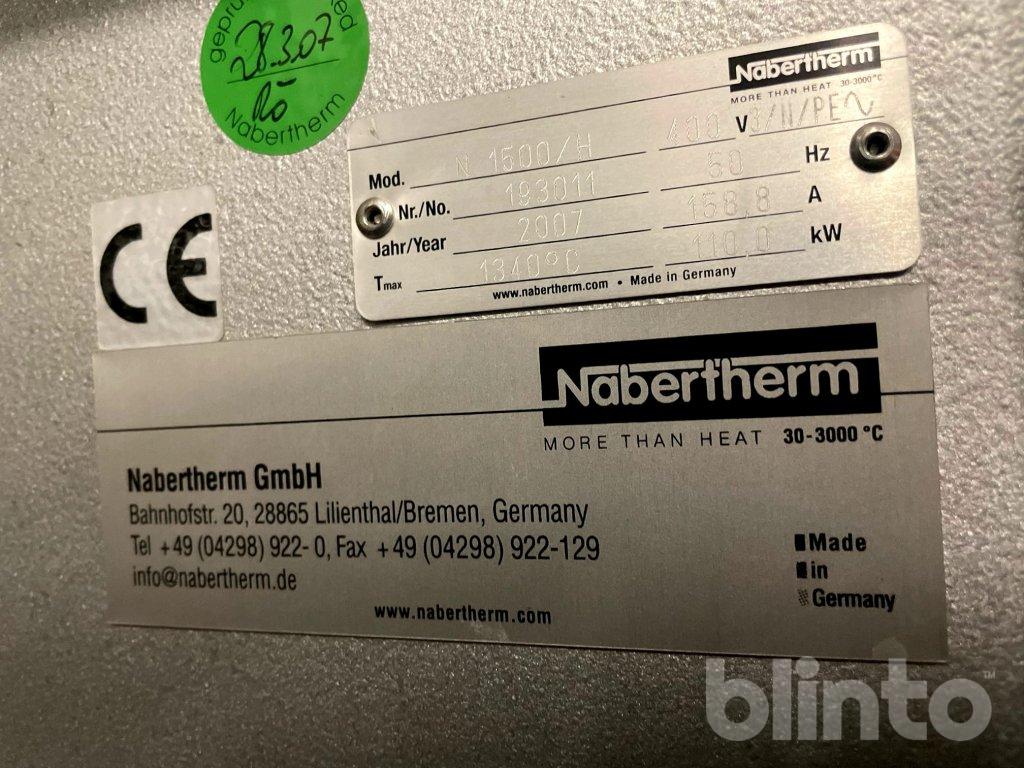 geprü
ed
28.3.07
Nabertherm
Nabertherm
MORE THAN HEAT 30-3000 °C
Mod. N 1500/H 400 V 3/N/PE~
Nr./No. 193011 50 Hz
Jahr/Year 2007 158,8 A
Tmax 1340°C 110,0 kW
www.nabertherm.com • Made in Germany
CE
Nabertherm
MORE THAN HEAT 30-3000 °C
Nabertherm GmbH
Bahnhofstr. 20, 28865 Lilienthal/Bremen, Germany
Tel +49 (04298) 922- 0, Fax +49 (04298) 922-129
info@nabertherm.de
www.nabertherm.com
Made
in
Germany
blinto™